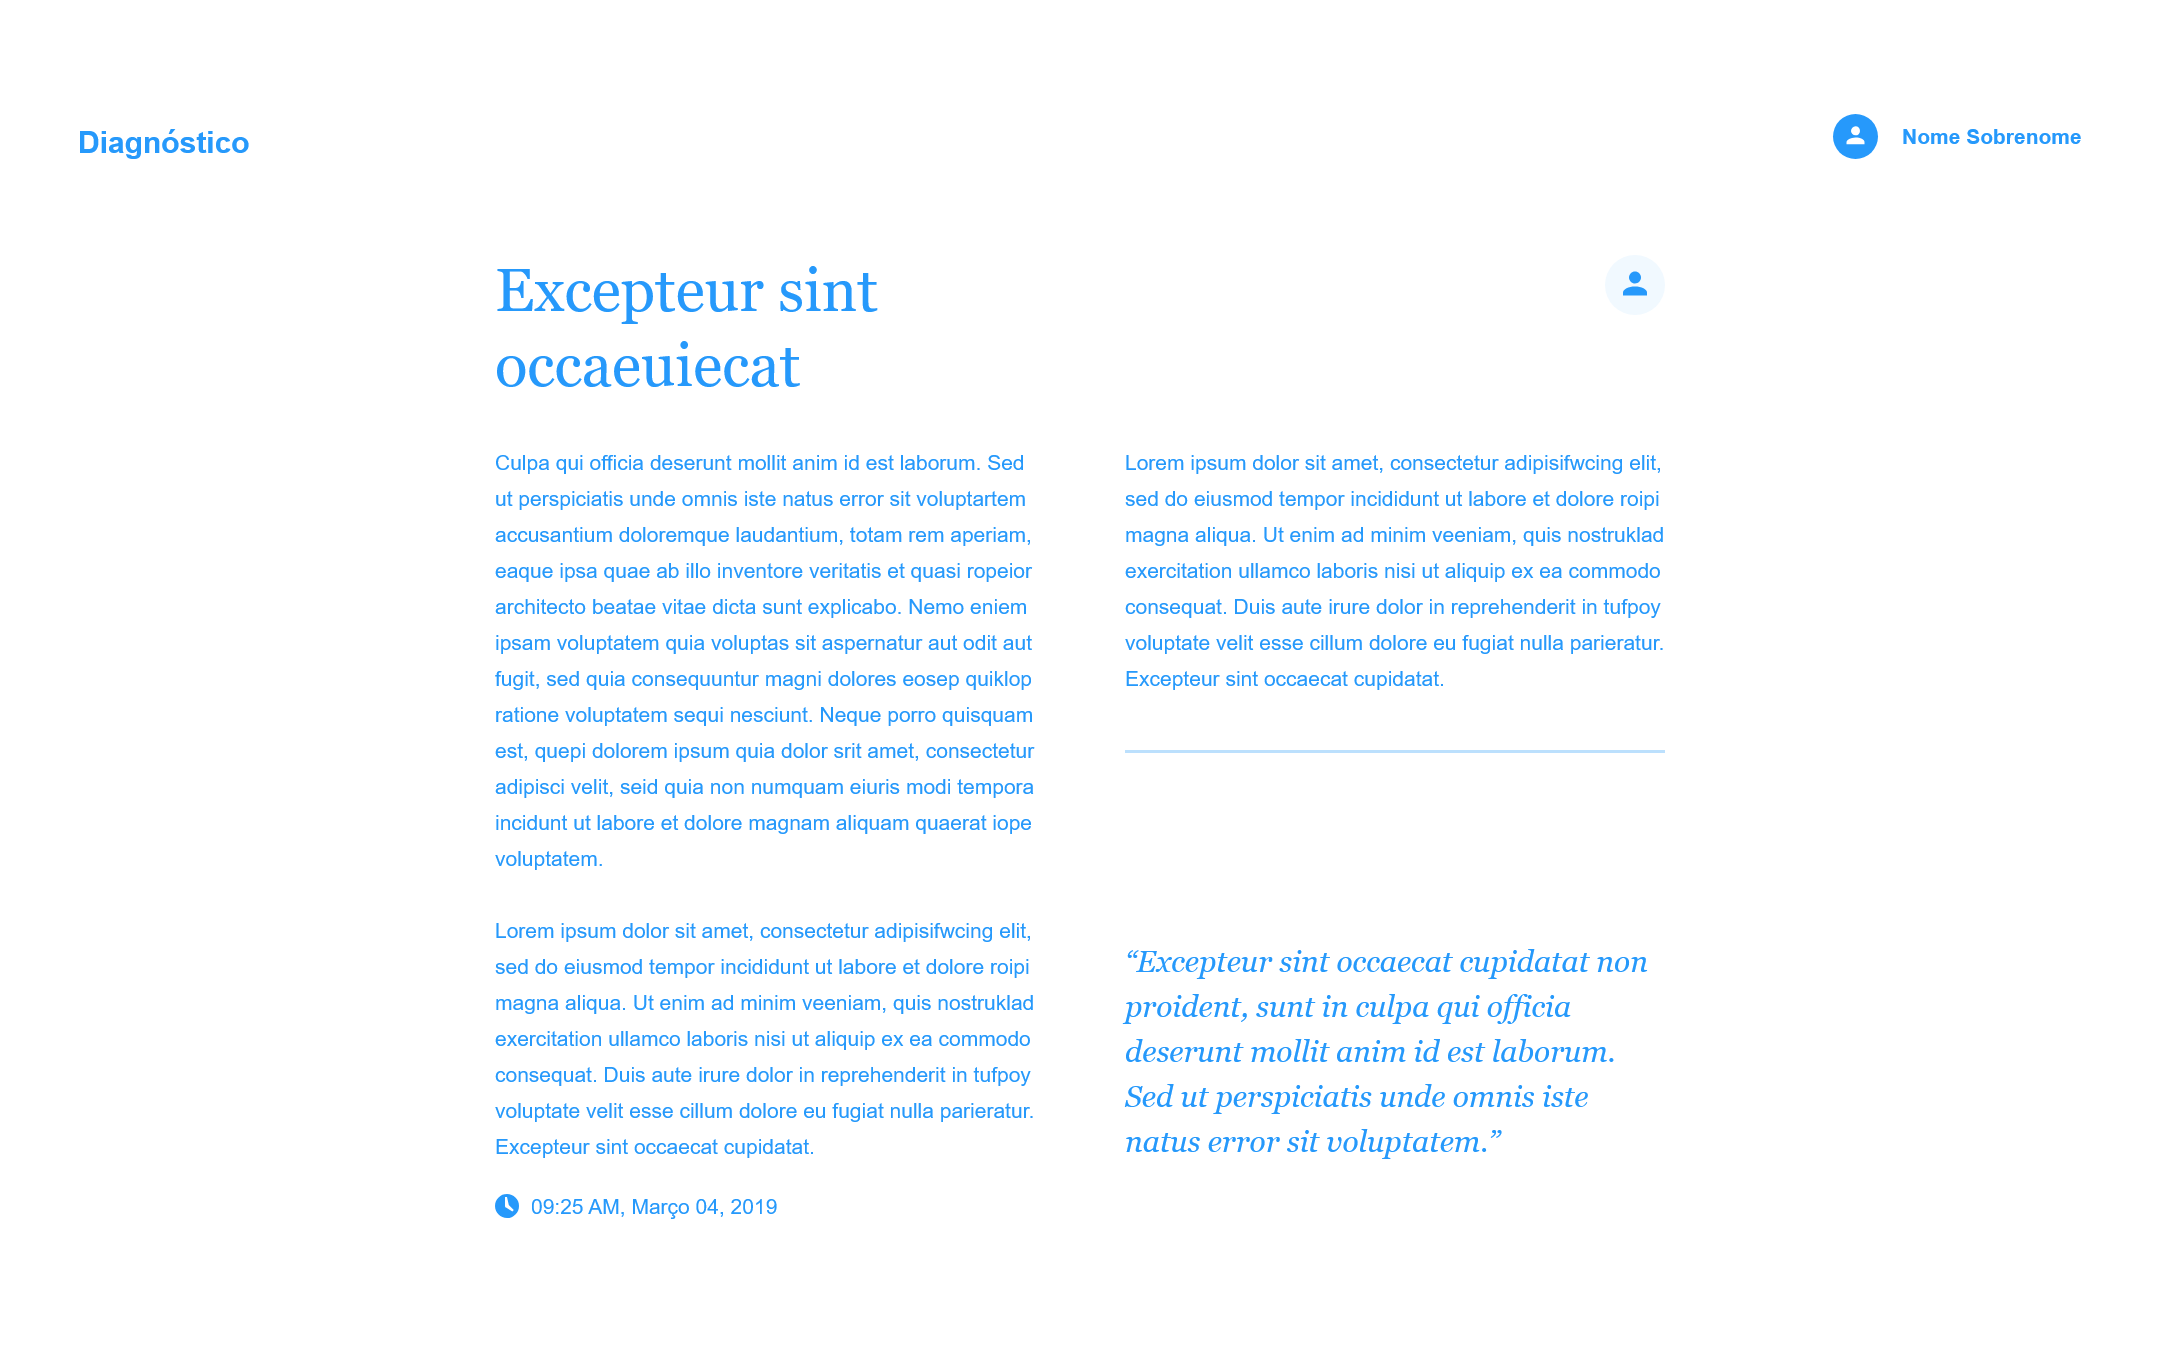 Diagnóstico
Nome Sobrenome
Excepteur sint
occaeuiecat
Culpa qui officia deserunt mollit anim id est laborum. Sed
ut perspiciatis unde omnis iste natus error sit voluptartem
accusantium doloremque laudantium, totam rem aperiam,
eaque ipsa quae ab illo inventore veritatis et quasi ropeior
architecto beatae vitae dicta sunt explicabo. Nemo eniem
ipsam voluptatem quia voluptas sit aspernatur aut odit aut
fugit, sed quia consequuntur magni dolores eosep quiklop
ratione voluptatem sequi nesciunt. Neque porro quisquam
est, quepi dolorem ipsum quia dolor srit amet, consectetur
adipisci velit, seid quia non numquam eiuris modi tempora
incidunt ut labore et dolore magnam aliquam quaerat iope
voluptatem.
Lorem ipsum dolor sit amet, consectetur adipisifwcing elit,
sed do eiusmod tempor incididunt ut labore et dolore roipi
magna aliqua. Ut enim ad minim veeniam, quis nostruklad
exercitation ullamco laboris nisi ut aliquip ex ea commodo
consequat. Duis aute irure dolor in reprehenderit in tufpoy
voluptate velit esse cillum dolore eu fugiat nulla parieratur.
Excepteur sint occaecat cupidatat.
09:25 AM, Março 04, 2019
Lorem ipsum dolor sit amet, consectetur adipisifwcing elit,
sed do eiusmod tempor incididunt ut labore et dolore roipi
magna aliqua. Ut enim ad minim veeniam, quis nostruklad
exercitation ullamco laboris nisi ut aliquip ex ea commodo
consequat. Duis aute irure dolor in reprehenderit in tufpoy
voluptate velit esse cillum dolore eu fugiat nulla parieratur.
Excepteur sint occaecat cupidatat.
“Excepteur sint occaecat cupidatat non
proident, sunt in culpa qui officia
deserunt mollit anim id est laborum.
Sed ut perspiciatis unde omnis iste
natus error sit voluptatem.”